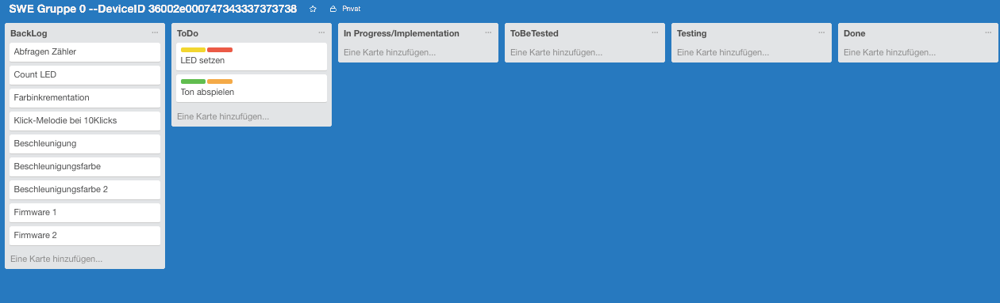 SWE Gruppe 0 --DeviceID 36002e000747343337373738
Privat
BackLog
Abfragen Zähler
Count LED
Farbinkrementation
Klick-Melodie bei 10Klicks
Beschleunigung
Beschleunigungsfarbe
Beschleunigungsfarbe 2
Firmware 1
Firmware 2
Eine Karte hinzufügen...
ToDo
LED setzen
Ton abspielen
Eine Karte hinzufügen...
In Progress/Implementation
Eine Karte hinzufügen...
ToBeTested
Eine Karte hinzufügen...
Testing
Eine Karte hinzufügen...
Done
Eine Karte hinzufügen...